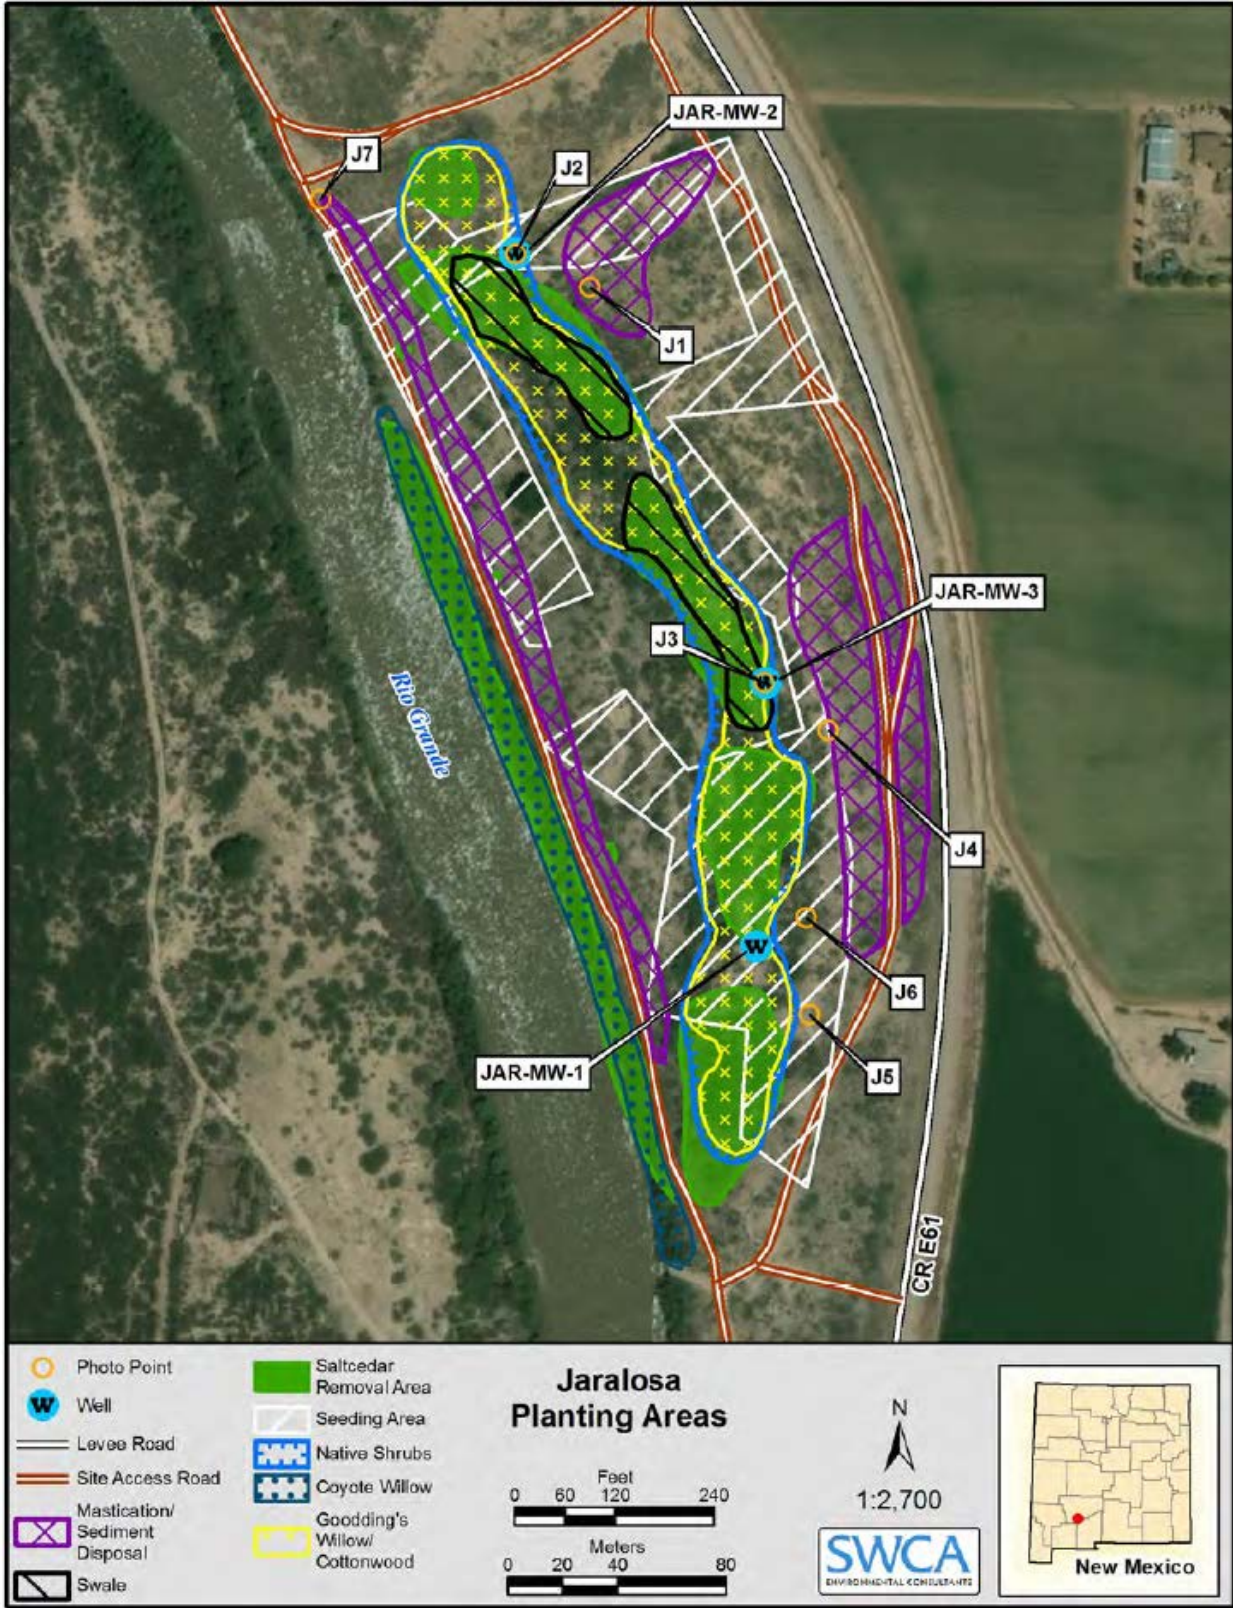 JAR-MW-2
J7
J2
J1
JAR-MW-3
J3
Rio Grande
J4
J6
JAR-MW-1
J5
CR E61
W
W
W
Photo Point
W
Well
Levee Road
Site Access Road
Mastication/
Sediment
Disposal
Swale
Saltcedar
Removal Area
Seeding Area
Native Shrubs
Coyote Willow
Goodding's
Willow/
Cottonwood
Jaralosa
Planting Areas
Feet
0 60 120 240
Meters
0 20 40 80
N
1:2,700
SWCA
ENVIRONMENTAL CONSULTANTS
New Mexico